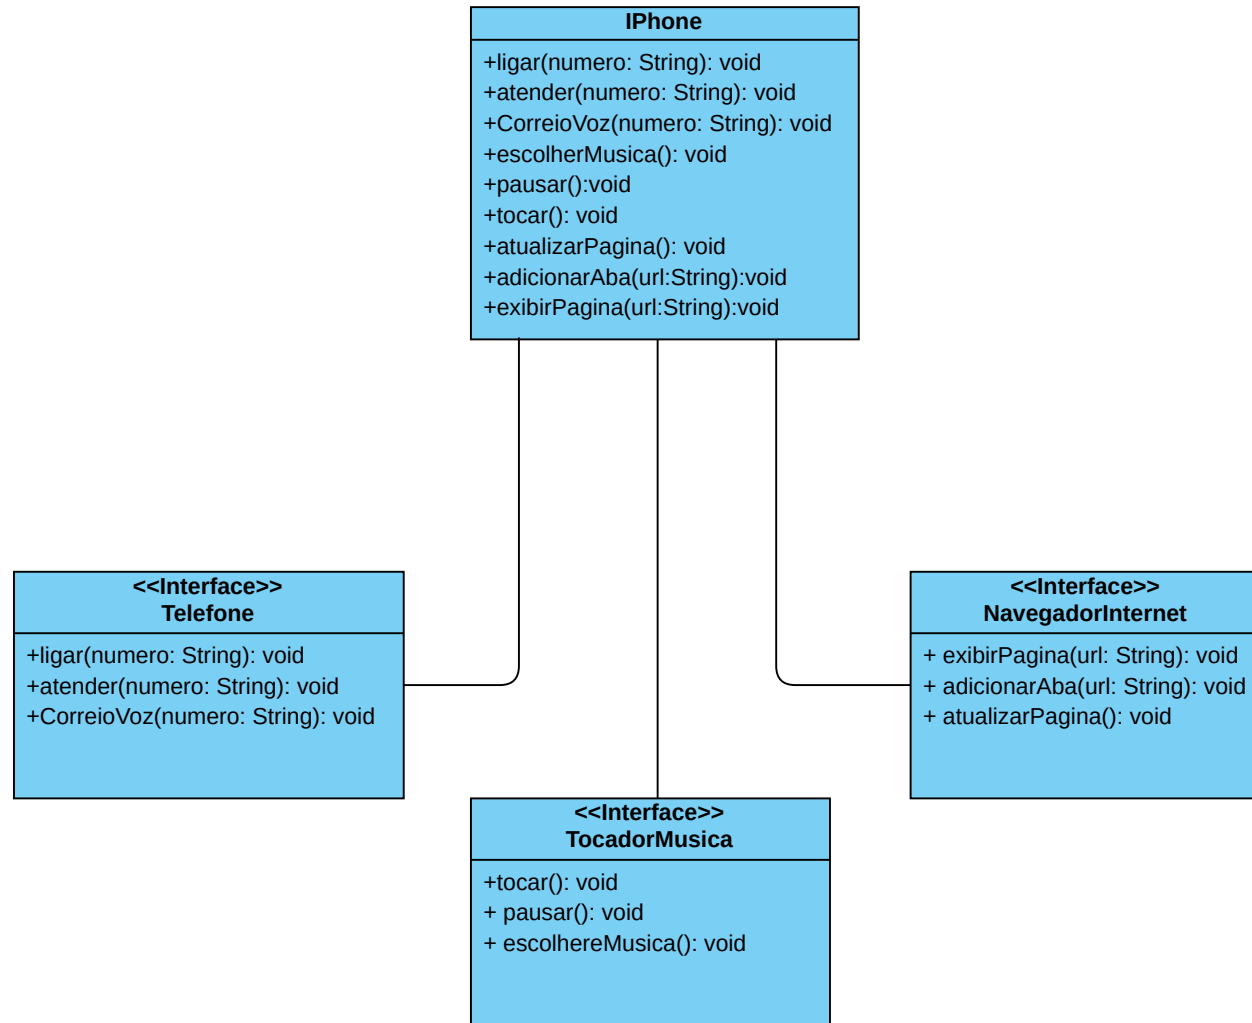 IPhone
+ligar(numero: String): void
+atender(numero: String): void
+CorreioVoz(numero: String): void
+escolherMusica(): void
+pausar():void
+tocar(): void
+atualizarPagina(): void
+adicionarAba(url:String):void
+exibirPagina(url:String):void
<<Interface>>
Telefone
+ligar(numero: String): void
+atender(numero: String): void
+CorreioVoz(numero: String): void
<<Interface>>
NavegadorInternet
+ exibirPagina(url: String): void
+ adicionarAba(url: String): void
+ atualizarPagina(): void
<<Interface>>
TocadorMusica
+tocar(): void
+ pausar(): void
+ escolhereMusica(): void